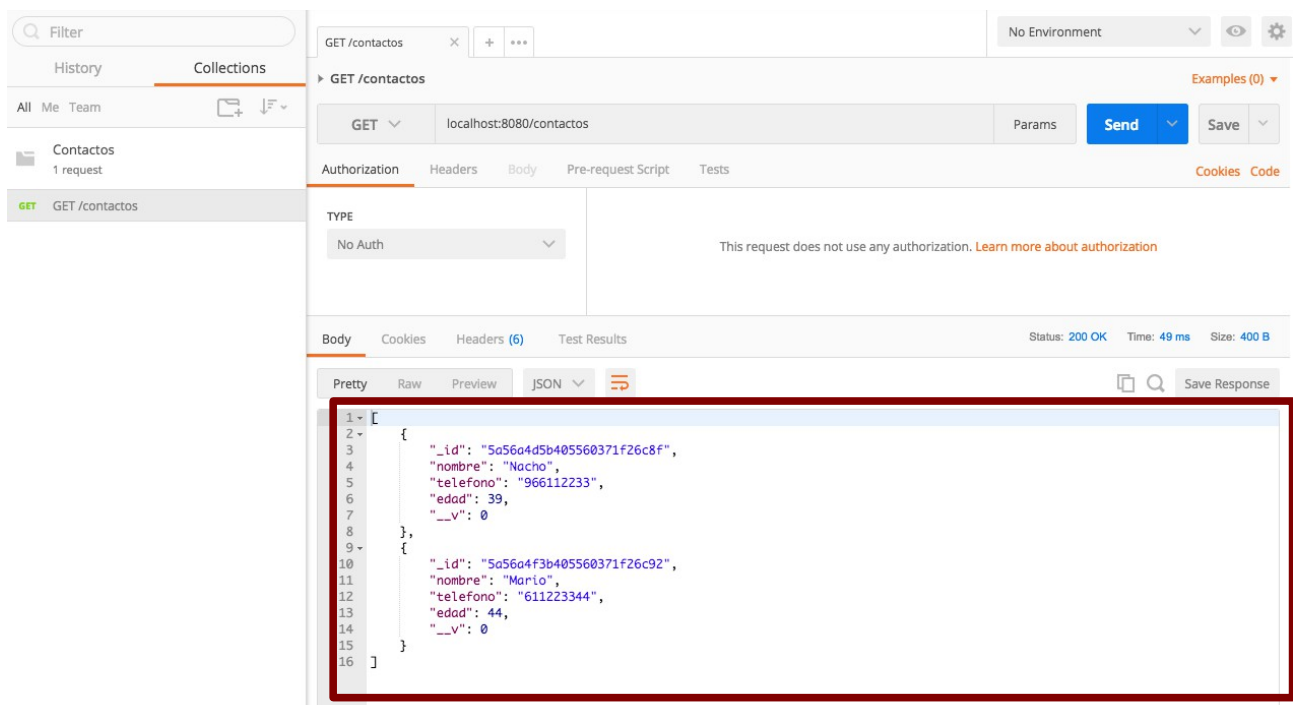 Filter
History Collections
All Me Team
Contactos
1 request
GET GET /contactos
GET /contactos
No Environment
GET /contactos
Examples (0)
GET localhost:8080/contactos Params Send Save
Authorization Headers Body Pre-request Script Tests Cookies Code
TYPE
No Auth
This request does not use any authorization. Learn more about authorization
Body Cookies Headers (6) Test Results Status: 200 OK Time: 49 ms Size: 400 B
Pretty Raw Preview JSON Save Response
1 [
2 {
3 "_id": "5a56a4d5b405560371f26c8f",
4 "nombre": "Nacho",
5 "telefono": "966112233",
6 "edad": 39,
7 "__v": 0
8 },
9 {
10 "_id": "5a56a4f3b405560371f26c92",
11 "nombre": "Mario",
12 "telefono": "611223344",
13 "edad": 44,
14 "__v": 0
15 }
16 ]